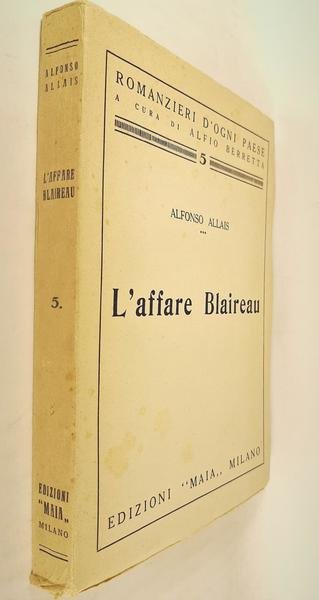 ALFONSO
ALLAIS
L'AFFARE
BLAIREAU
5.
EDIZIONI
"MAIA„
MILANO
ROMANZIERI D'OGNI PAESE
A CURA DI ALFIO BERRETTA
5
ALFONSO ALLAIS
***
L'affare Blaireau
EDIZIONI "MAIA„ MILANO